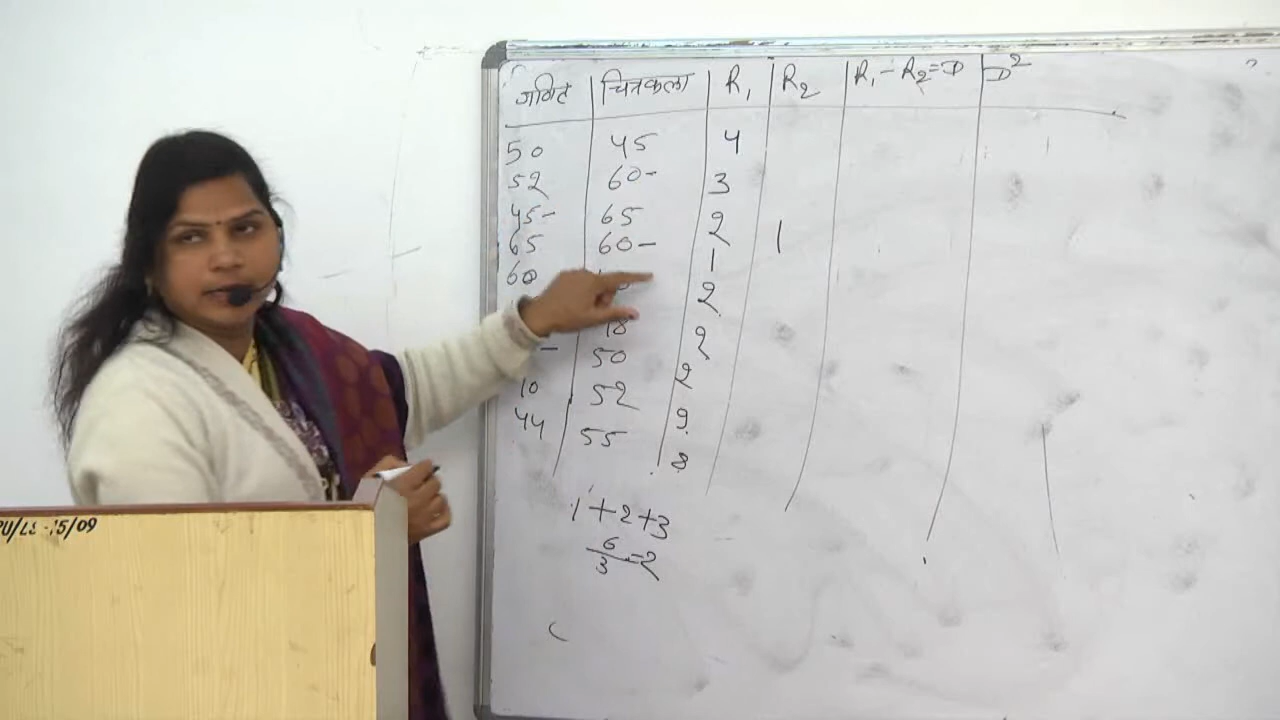 गणित चित्रकला R₁ R₂ R₁ - R₂ = D D²
50 45 4
52 60- 3
45- 65 2
65 60- 1 1
60 2
18 2
- 50 2
10 52 9
44 55 8
1+2+3
6/3=2